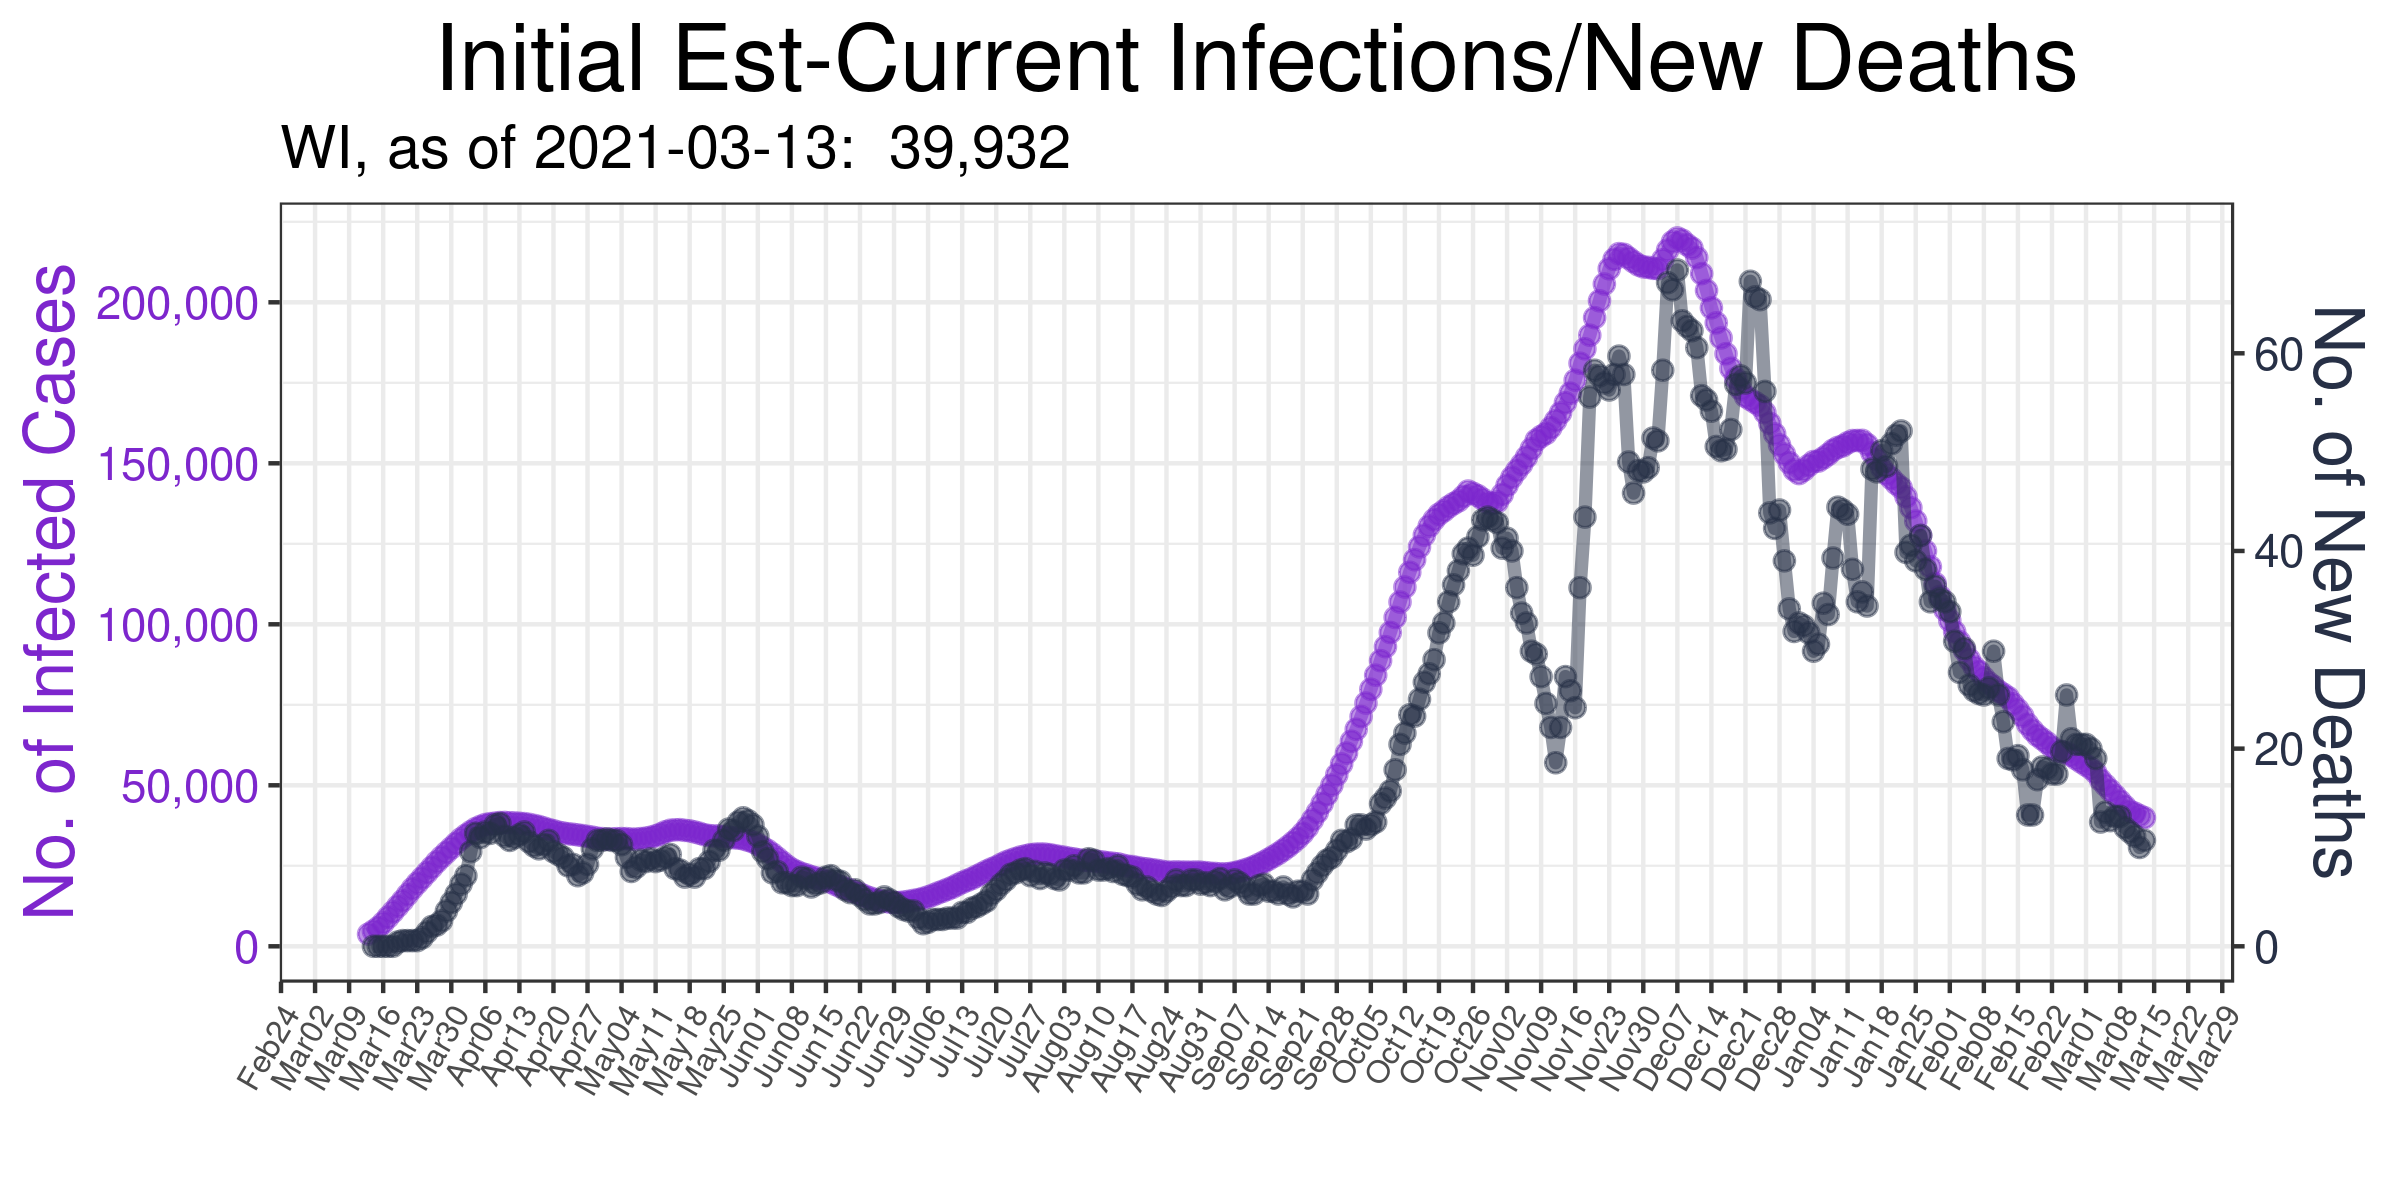 Initial Est-Current Infections/New Deaths
WI, as of 2021-03-13:  39,932
No. of Infected Cases
200,000
150,000
100,000
50,000
0
60
40
20
0
No. of New Deaths
Feb24
Mar02
Mar09
Mar16
Mar23
Mar30
Apr06
Apr13
Apr20
Apr27
May04
May11
May18
May25
Jun01
Jun08
Jun15
Jun22
Jun29
Jul06
Jul13
Jul20
Jul27
Aug03
Aug10
Aug17
Aug24
Aug31
Sep07
Sep14
Sep21
Sep28
Oct05
Oct12
Oct19
Oct26
Nov02
Nov09
Nov16
Nov23
Nov30
Dec07
Dec14
Dec21
Dec28
Jan04
Jan11
Jan18
Jan25
Feb01
Feb08
Feb15
Feb22
Mar01
Mar08
Mar15
Mar22
Mar29